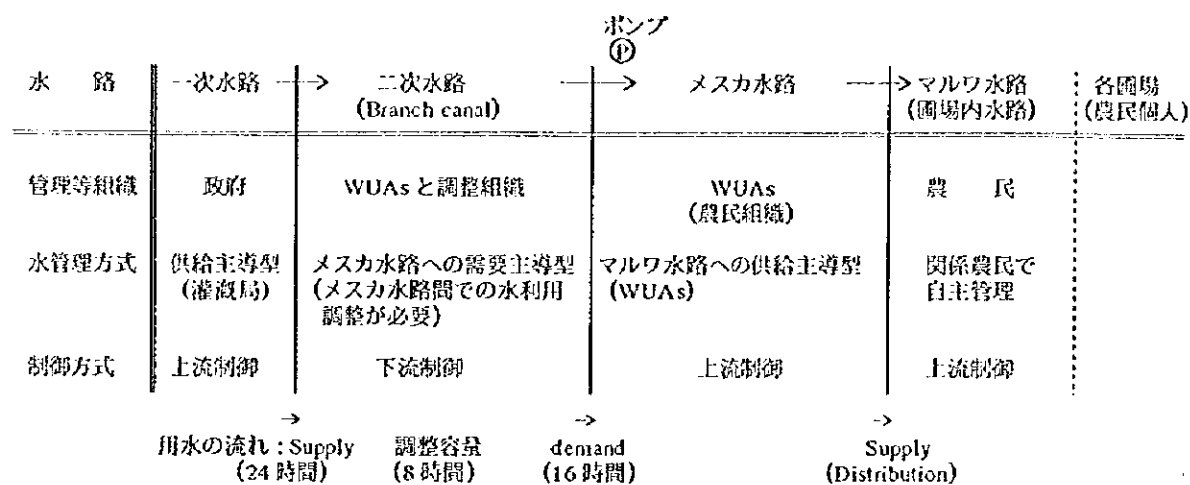 ポンプ
Ⓟ
水 路 一次水路 → 二次水路 → メスカ水路 → マルワ水路 各圃場
(Branch canal) (圃場内水路) (農民個人)
管理等組織 政府 WUAsと調整組織 WUAs 農 民
(農民組織)
水管理方式 供給主導型 メスカ水路への需要主導型 マルワ水路への供給主導型 関係農民で
(灌漑局) (メスカ水路間での水利用 (WUAs) 自主管理
調整が必要)
制御方式 上流制御 下流制御 上流制御 上流制御
→ → →
用水の流れ：Supply 調整容量 demand Supply
(24時間) (8時間) (16時間) (Distribution)